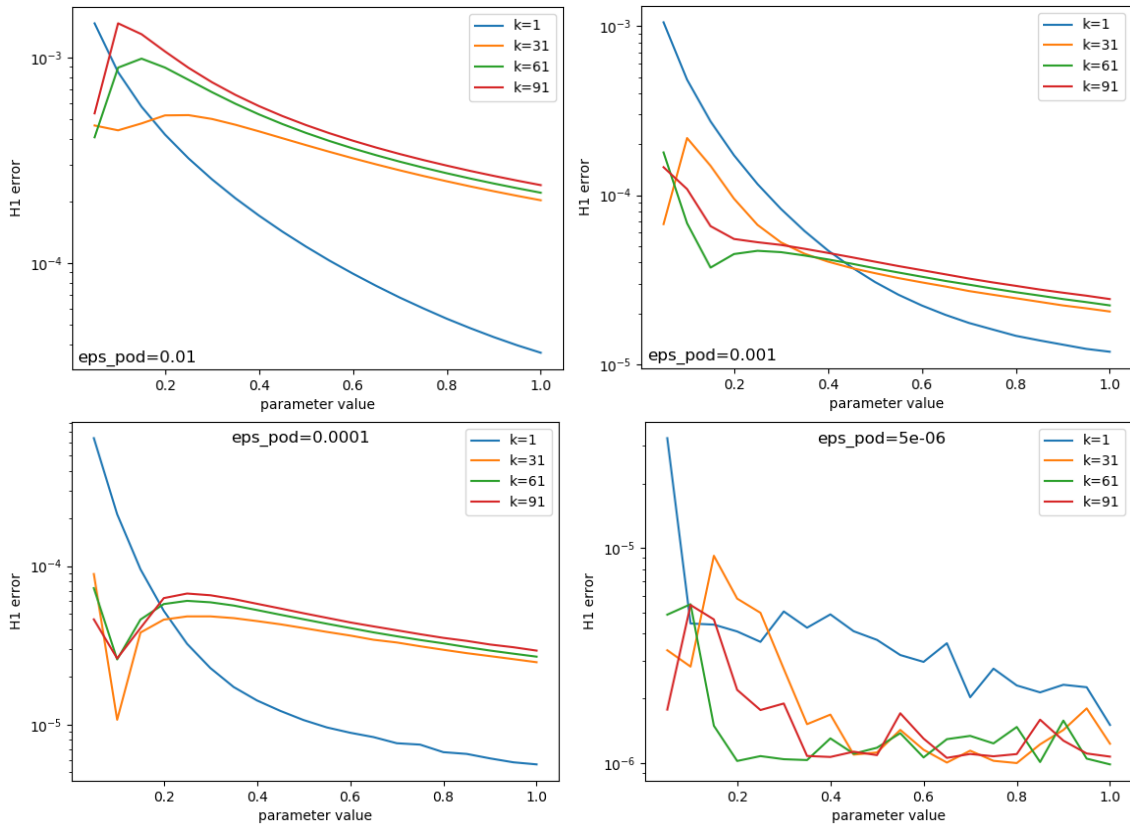 k=1
k=31
k=61
k=91
10⁻³
10⁻⁴
H1 error
eps_pod=0.01
0.2 0.4 0.6 0.8 1.0
parameter value
k=1
k=31
k=61
k=91
10⁻³
10⁻⁴
10⁻⁵
H1 error
eps_pod=0.001
0.2 0.4 0.6 0.8 1.0
parameter value
eps_pod=0.0001
k=1
k=31
k=61
k=91
10⁻⁴
10⁻⁵
H1 error
0.2 0.4 0.6 0.8 1.0
parameter value
eps_pod=5e-06
k=1
k=31
k=61
k=91
10⁻⁵
10⁻⁶
H1 error
0.2 0.4 0.6 0.8 1.0
parameter value